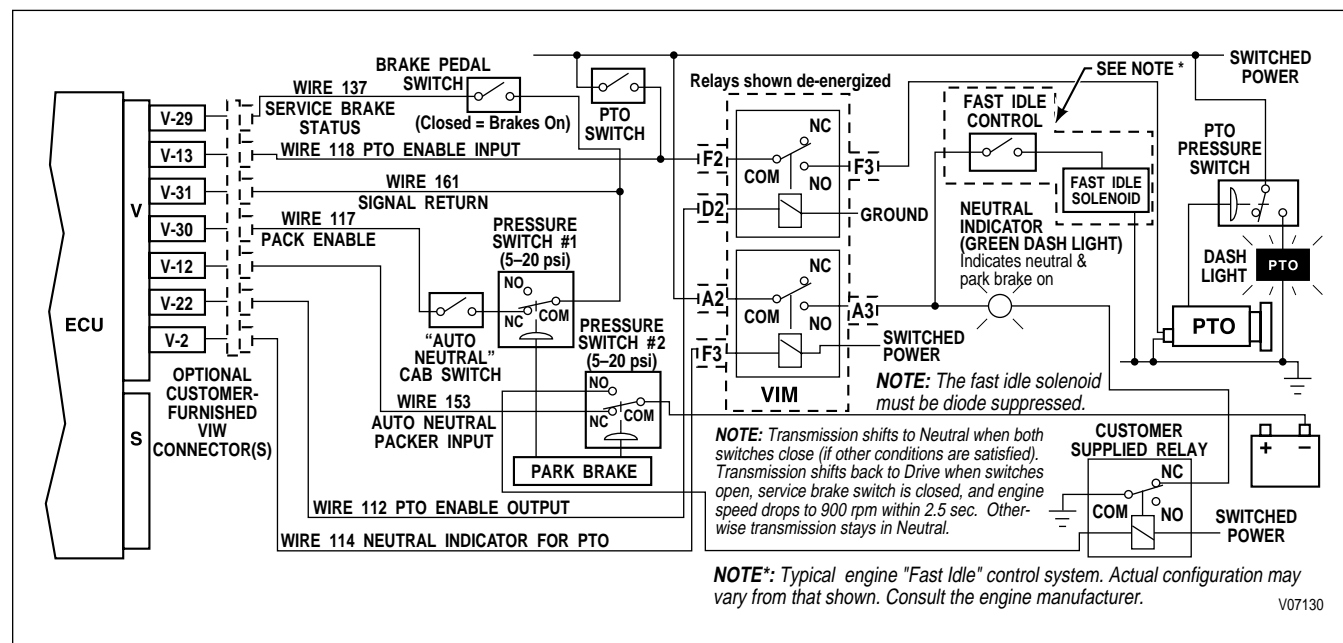 ECU
V
S
V-29
V-13
V-31
V-30
V-12
V-22
V-2
OPTIONAL
CUSTOMER-
FURNISHED
VIW
CONNECTOR(S)
WIRE 137
SERVICE BRAKE
STATUS
BRAKE PEDAL
SWITCH
(Closed = Brakes On)
WIRE 118 PTO ENABLE INPUT
WIRE 161
SIGNAL RETURN
WIRE 117
PACK ENABLE
"AUTO
NEUTRAL"
CAB SWITCH
PRESSURE
SWITCH #1
(5–20 psi)
NO
NC
COM
PRESSURE
SWITCH #2
(5–20 psi)
NO
NC
COM
WIRE 153
AUTO NEUTRAL
PACKER INPUT
PARK BRAKE
WIRE 112 PTO ENABLE OUTPUT
WIRE 114 NEUTRAL INDICATOR FOR PTO
PTO
SWITCH
Relays shown de-energized
F2
D2
NC
COM
NO
F3
GROUND
A2
F3
NC
COM
NO
A3
SWITCHED
POWER
VIM
SEE NOTE *
FAST IDLE
CONTROL
FAST IDLE
SOLENOID
NEUTRAL
INDICATOR
(GREEN DASH LIGHT)
Indicates neutral &
park brake on
SWITCHED
POWER
PTO
PRESSURE
SWITCH
DASH
LIGHT
PTO
PTO
NOTE: The fast idle solenoid
must be diode suppressed.
NOTE: Transmission shifts to Neutral when both
switches close (if other conditions are satisfied).
Transmission shifts back to Drive when switches
open, service brake switch is closed, and engine
speed drops to 900 rpm within 2.5 sec. Other-
wise transmission stays in Neutral.
CUSTOMER
SUPPLIED RELAY
NC
COM
NO
SWITCHED
POWER
+ –
NOTE*: Typical engine "Fast Idle" control system. Actual configuration may
vary from that shown. Consult the engine manufacturer.
V07130